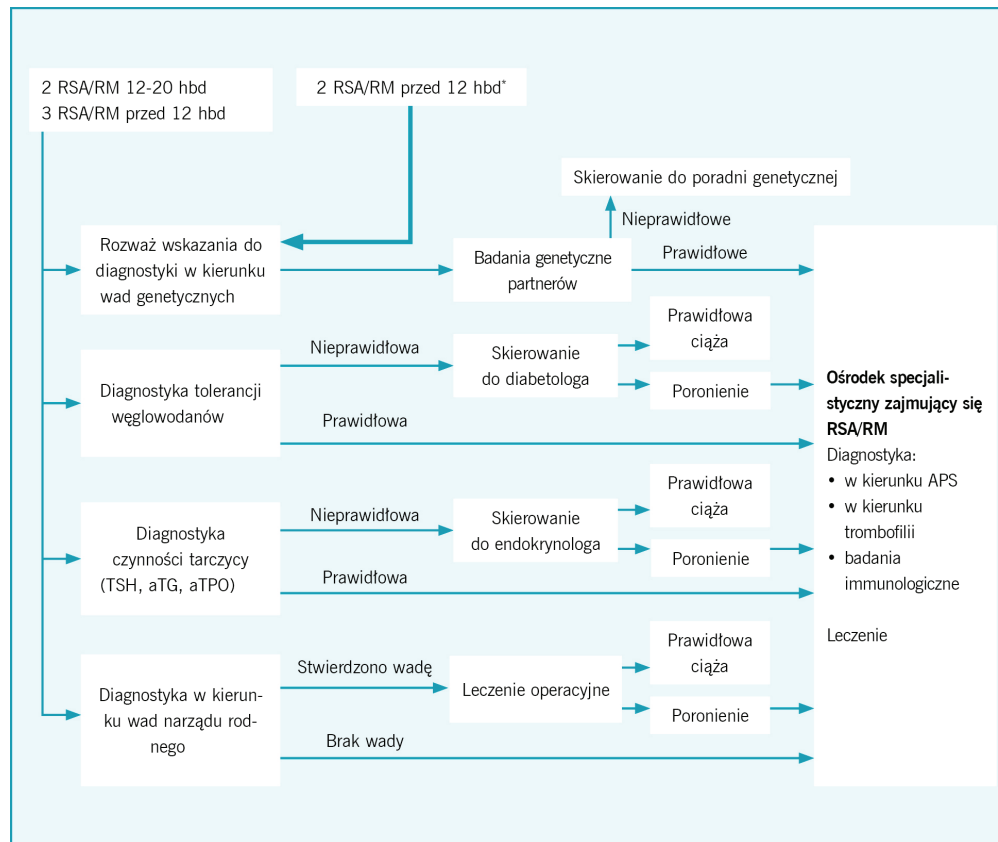 2 RSA/RM 12-20 hbd
3 RSA/RM przed 12 hbd
2 RSA/RM przed 12 hbd*
Skierowanie do poradni genetycznej
Nieprawidłowe
Rozważ wskazania do
diagnostyki w kierunku
wad genetycznych
Badania genetyczne
partnerów
Prawidłowe
Diagnostyka tolerancji
węglowodanów
Nieprawidłowa
Skierowanie
do diabetologa
Prawidłowa
ciąża
Poronienie
Prawidłowa
Diagnostyka
czynności tarczycy
(TSH, aTG, aTPO)
Nieprawidłowa
Skierowanie
do endokrynologa
Prawidłowa
ciąża
Poronienie
Prawidłowa
Diagnostyka w kierun-
ku wad narządu rod-
nego
Stwierdzono wadę
Leczenie operacyjne
Prawidłowa
ciąża
Poronienie
Brak wady
Ośrodek specjali-
styczny zajmujący się
RSA/RM
Diagnostyka:
• w kierunku APS
• w kierunku
trombofilii
• badania
immunologiczne
Leczenie